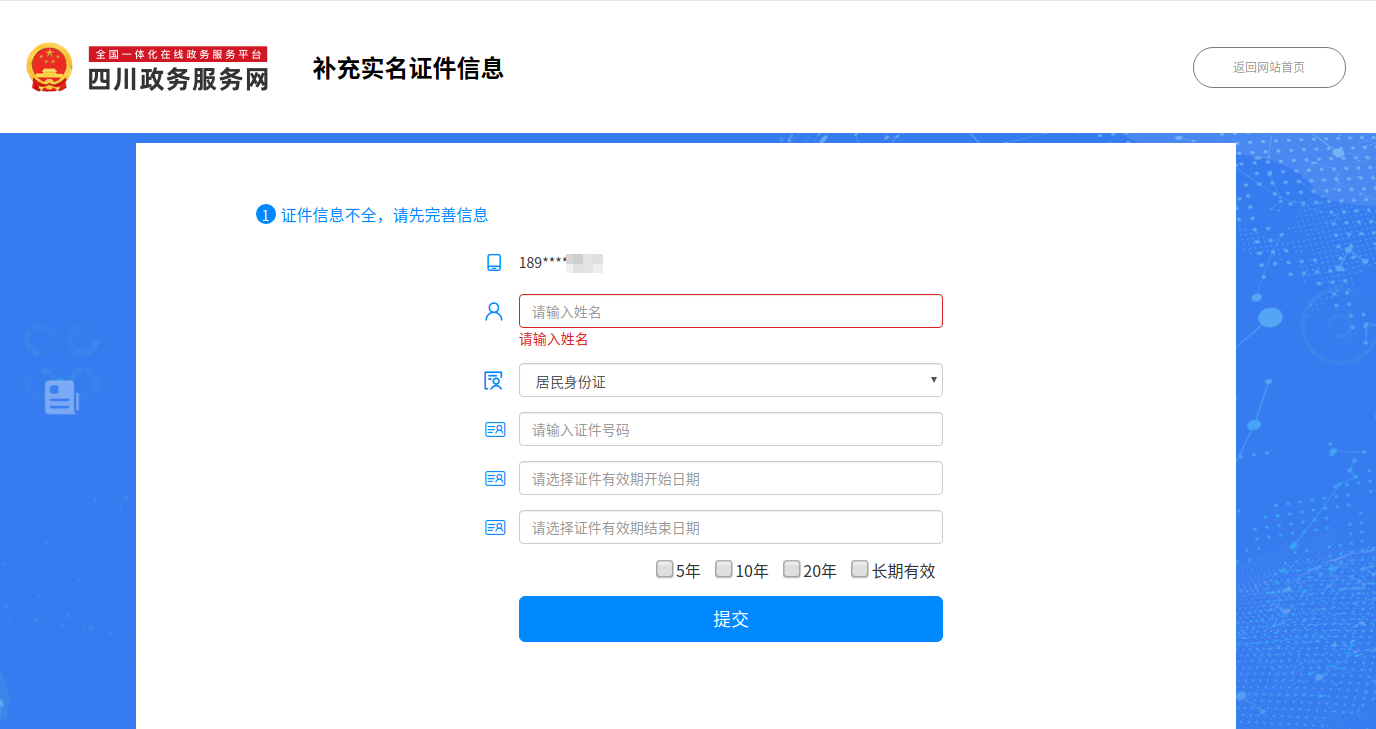 全国一体化在线政务服务平台
四川政务服务网
补充实名证件信息
返回网站首页
1 证件信息不全，请先完善信息
189****
请输入姓名
请输入姓名
居民身份证
请输入证件号码
请选择证件有效期开始日期
请选择证件有效期结束日期
5年 10年 20年 长期有效
提交